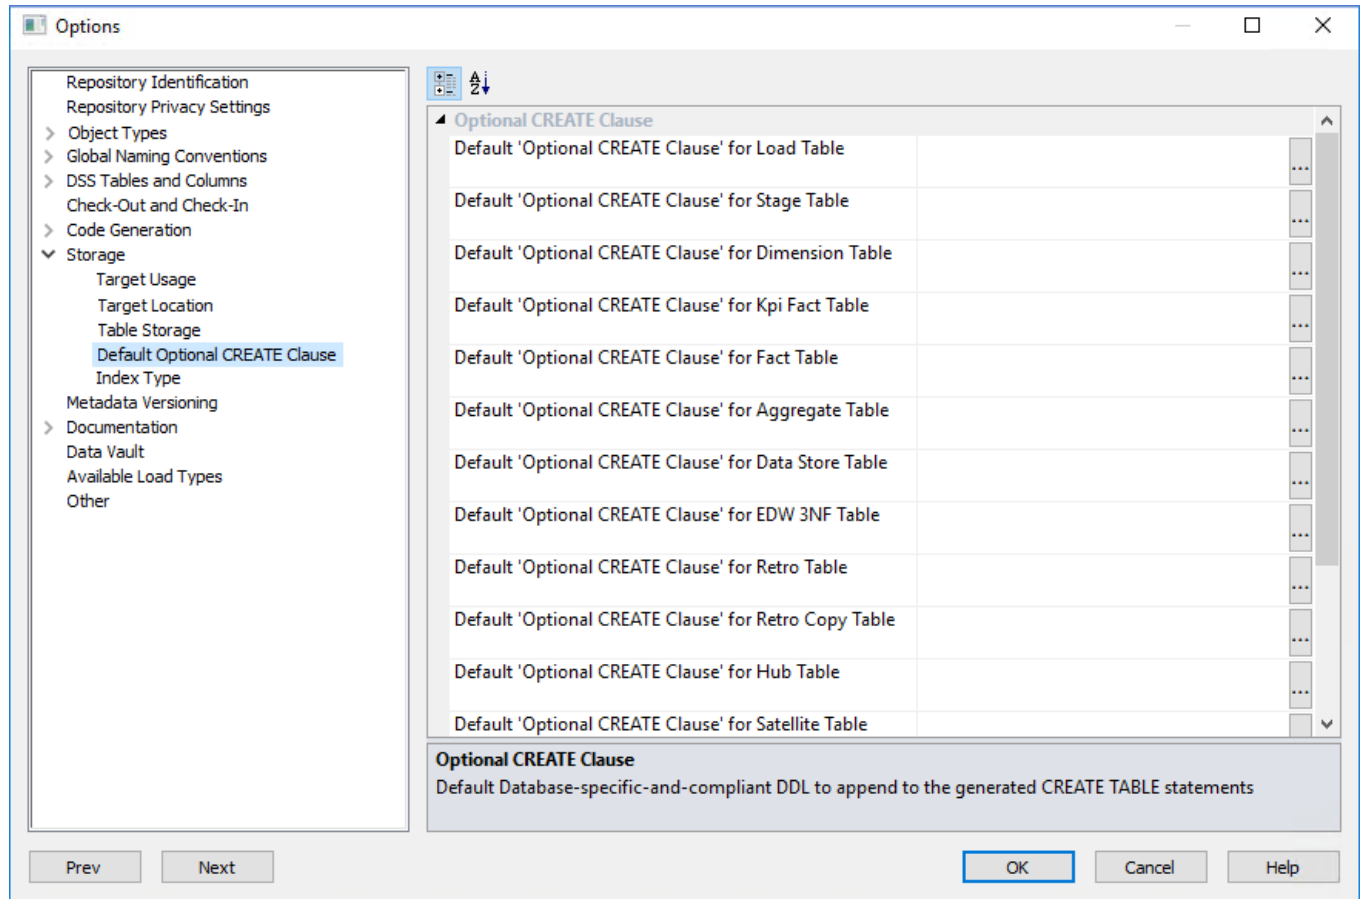 Options
Repository Identification
Repository Privacy Settings
Object Types
Global Naming Conventions
DSS Tables and Columns
Check-Out and Check-In
Code Generation
Storage
Target Usage
Target Location
Table Storage
Default Optional CREATE Clause
Index Type
Metadata Versioning
Documentation
Data Vault
Available Load Types
Other
Optional CREATE Clause
Default 'Optional CREATE Clause' for Load Table
...
Default 'Optional CREATE Clause' for Stage Table
...
Default 'Optional CREATE Clause' for Dimension Table
...
Default 'Optional CREATE Clause' for Kpi Fact Table
...
Default 'Optional CREATE Clause' for Fact Table
...
Default 'Optional CREATE Clause' for Aggregate Table
...
Default 'Optional CREATE Clause' for Data Store Table
...
Default 'Optional CREATE Clause' for EDW 3NF Table
...
Default 'Optional CREATE Clause' for Retro Table
...
Default 'Optional CREATE Clause' for Retro Copy Table
...
Default 'Optional CREATE Clause' for Hub Table
...
Default 'Optional CREATE Clause' for Satellite Table
Optional CREATE Clause
Default Database-specific-and-compliant DDL to append to the generated CREATE TABLE statements
Prev Next OK Cancel Help